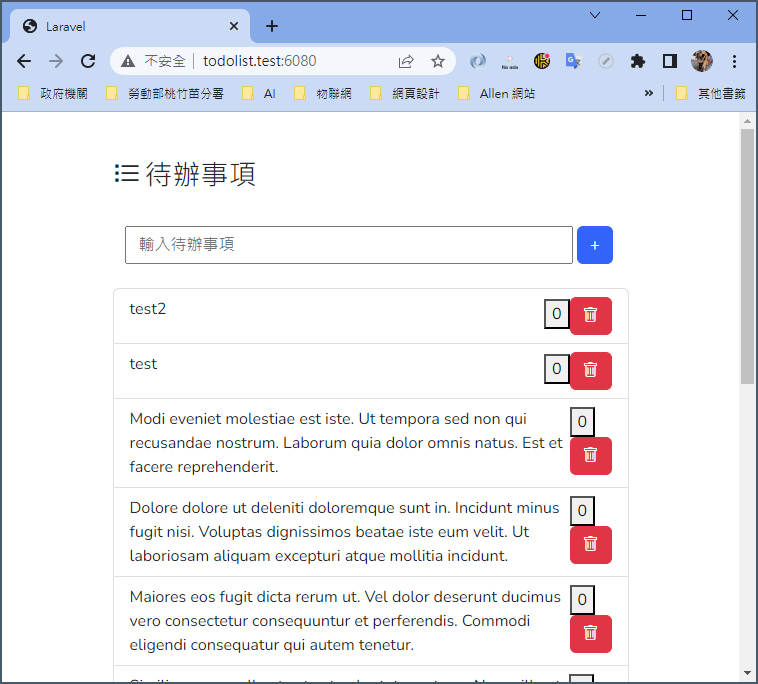 Laravel
不安全 todolist.test:6080
No ads
政府機關 勞動部桃竹苗分署 AI 物聯網 網頁設計 Allen 網站 » 其他書籤
待辦事項
輸入待辦事項 +
test2 0
test 0
Modi eveniet molestiae est iste. Ut tempora sed non qui 0
recusandae nostrum. Laborum quia dolor omnis natus. Est et
facere reprehenderit.
Dolore dolore ut deleniti doloremque sunt in. Incidunt minus 0
fugit nisi. Voluptas dignissimos beatae iste eum velit. Ut
laboriosam aliquam excepturi atque mollitia incidunt.
Maiores eos fugit dicta rerum ut. Vel dolor deserunt ducimus 0
vero consectetur consequuntur et perferendis. Commodi
eligendi consequatur qui autem tenetur.